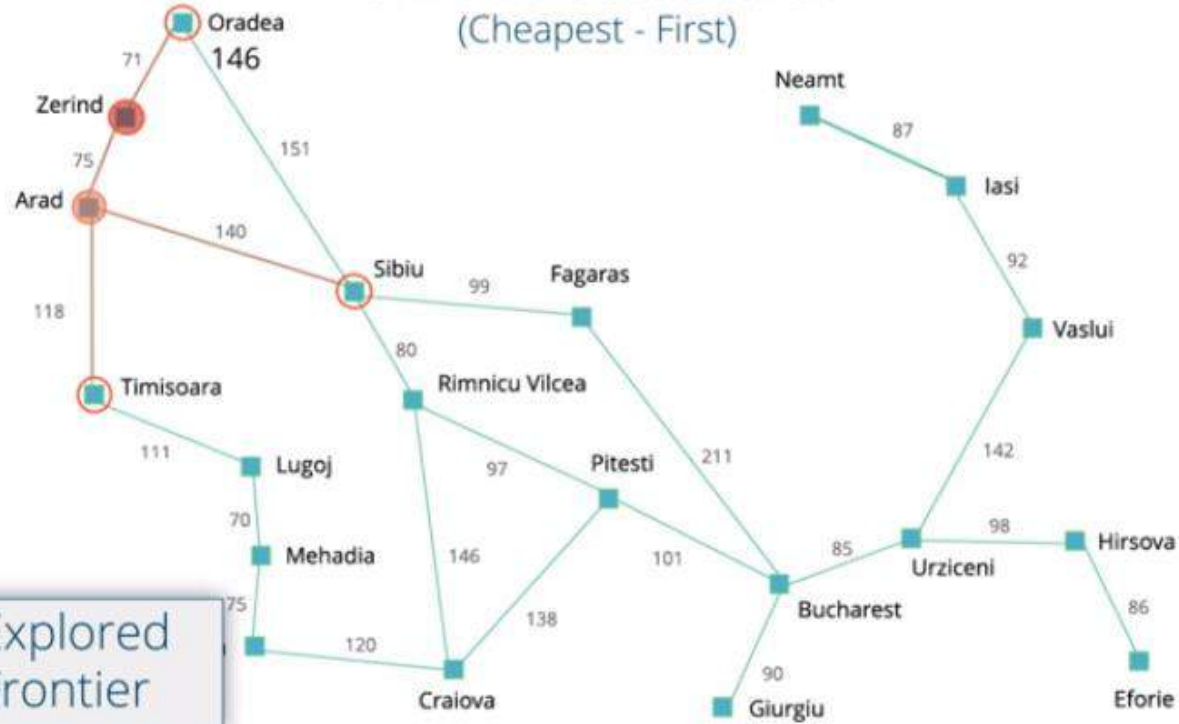 (Cheapest - First)
Oradea
146
71
Neamt
Zerind
87
151
75
Iasi
Arad
140
92
Sibiu
99
Fagaras
118
Vaslui
80
Timisoara
Rimnicu Vilcea
111
142
211
Lugoj
97
Pitesti
70
98
Hirsova
Mehadia
146
101
85
Urziceni
75
Bucharest
86
138
Explored
120
90
Frontier
Craiova
Giurgiu
Eforie